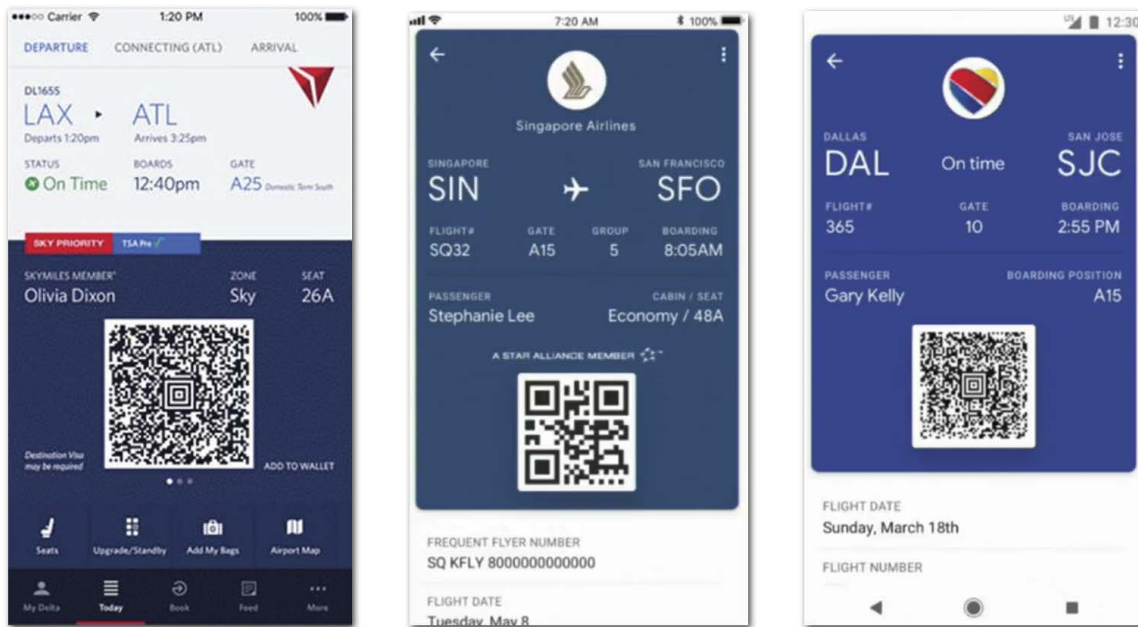 Carrier 1:20 PM 100%
DEPARTURE CONNECTING (ATL) ARRIVAL
DL1655
LAX ATL
Departs 1:20pm Arrives 3:25pm
STATUS BOARDS GATE
On Time 12:40pm A25 Domestic Term South
SKY PRIORITY TSA Pre
SKYMILES MEMBER ZONE SEAT
Olivia Dixon Sky 26A
Destination Visa
may be required
ADD TO WALLET
Seats Upgrade/Standby Add My Bags Airport Map
My Delta Today Book Feed More
7:20 AM 100%
Singapore Airlines
SINGAPORE SAN FRANCISCO
SIN SFO
FLIGHT# GATE GROUP BOARDING
SQ32 A15 5 8:05AM
PASSENGER CABIN / SEAT
Stephanie Lee Economy / 48A
A STAR ALLIANCE MEMBER
FREQUENT FLYER NUMBER
SQ KFLY 8000000000000
FLIGHT DATE
Tuesday, May 8
12:30
DALLAS SAN JOSE
DAL On time SJC
FLIGHT# GATE BOARDING
365 10 2:55 PM
PASSENGER BOARDING POSITION
Gary Kelly A15
FLIGHT DATE
Sunday, March 18th
FLIGHT NUMBER